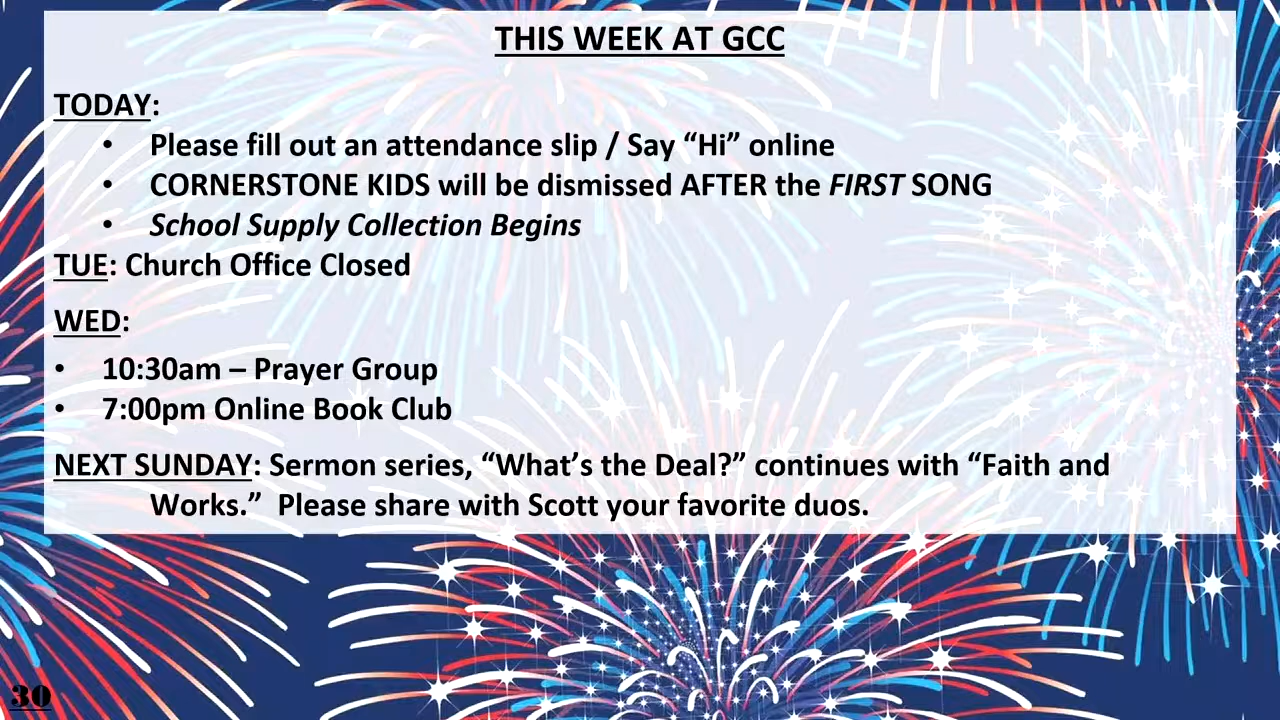 THIS WEEK AT GCC
TODAY:
• Please fill out an attendance slip / Say “Hi” online
• CORNERSTONE KIDS will be dismissed AFTER the FIRST SONG
• School Supply Collection Begins
TUE: Church Office Closed
WED:
• 10:30am – Prayer Group
• 7:00pm Online Book Club
NEXT SUNDAY: Sermon series, “What’s the Deal?” continues with “Faith and
Works.”  Please share with Scott your favorite duos.
30